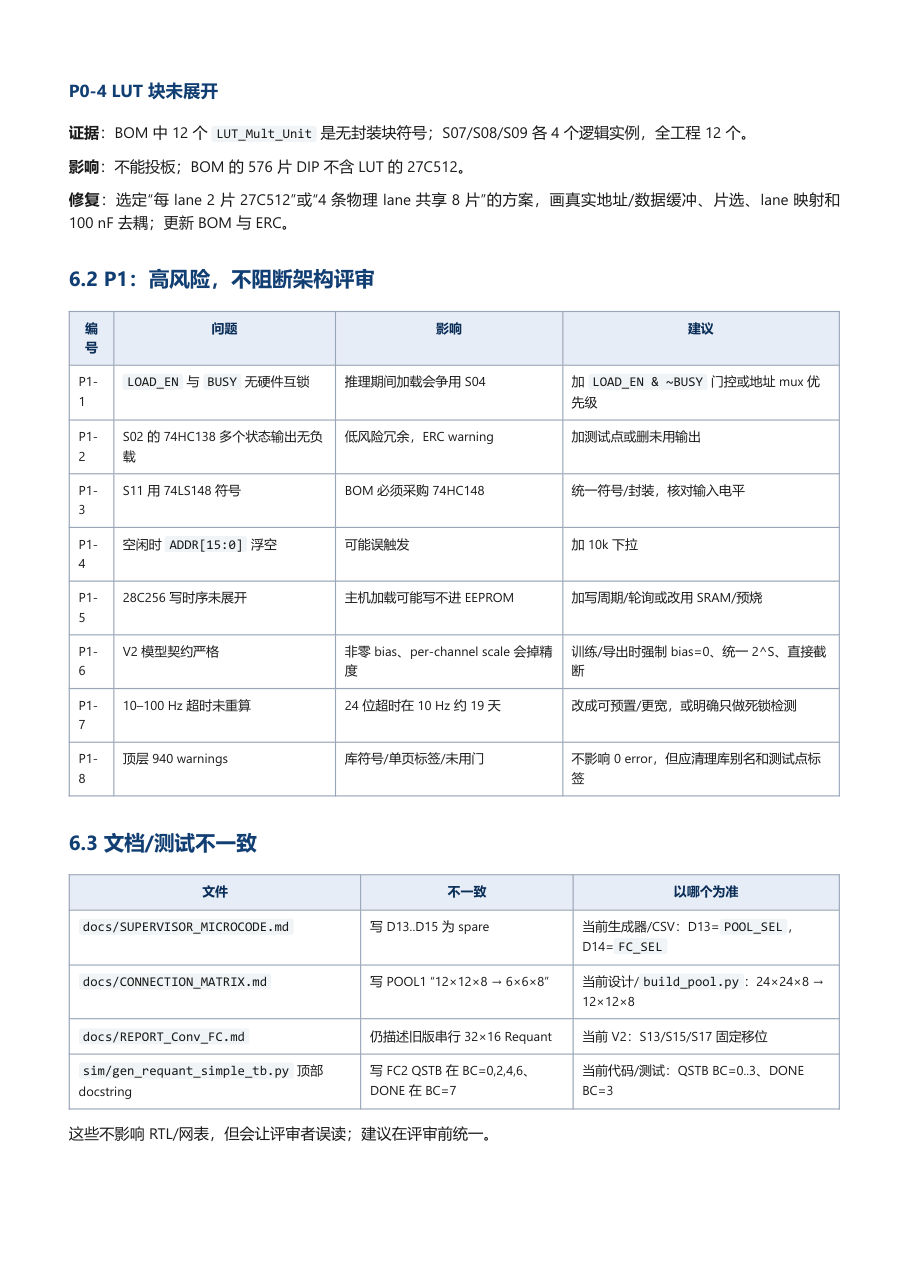 P0-4 LUT 块未展开
证据：BOM 中 12 个 LUT_Mult_Unit 是无封装块符号；S07/S08/S09 各 4 个逻辑实例，全工程 12 个。
影响：不能投板；BOM 的 576 片 DIP 不含 LUT 的 27C512。
修复：选定“每 lane 2 片 27C512”或“4 条物理 lane 共享 8 片”的方案，画真实地址/数据缓冲、片选、lane 映射和
100 nF 去耦；更新 BOM 与 ERC。
6.2 P1：高风险，不阻断架构评审
编
号
问题
影响
建议
P1-
1
LOAD_EN 与 BUSY 无硬件互锁
推理期间加载会争用 S04
加 LOAD_EN & ~BUSY 门控或地址 mux 优
先级
P1-
2
S02 的 74HC138 多个状态输出无负
载
低风险冗余，ERC warning
加测试点或删未用输出
P1-
3
S11 用 74LS148 符号
BOM 必须采购 74HC148
统一符号/封装，核对输入电平
P1-
4
空闲时 ADDR[15:0] 浮空
可能误触发
加 10k 下拉
P1-
5
28C256 写时序未展开
主机加载可能写不进 EEPROM
加写周期/轮询或改用 SRAM/预烧
P1-
6
V2 模型契约严格
非零 bias、per-channel scale 会掉精
度
训练/导出时强制 bias=0、统一 2^S、直接截
断
P1-
7
10–100 Hz 超时未重算
24 位超时在 10 Hz 约 19 天
改成可预置/更宽，或明确只做死锁检测
P1-
8
顶层 940 warnings
库符号/单页标签/未用门
不影响 0 error，但应清理库别名和测试点标
签
6.3 文档/测试不一致
文件
不一致
以哪个为准
docs/SUPERVISOR_MICROCODE.md
写 D13..D15 为 spare
当前生成器/CSV：D13= POOL_SEL ，
D14= FC_SEL
docs/CONNECTION_MATRIX.md
写 POOL1 “12×12×8 → 6×6×8”
当前设计/ build_pool.py ：24×24×8 →
12×12×8
docs/REPORT_Conv_FC.md
仍描述旧版串行 32×16 Requant
当前 V2：S13/S15/S17 固定移位
sim/gen_requant_simple_tb.py 顶部
docstring
写 FC2 QSTB 在 BC=0,2,4,6、
DONE 在 BC=7
当前代码/测试：QSTB BC=0..3、DONE
BC=3
这些不影响 RTL/网表，但会让评审者误读；建议在评审前统一。